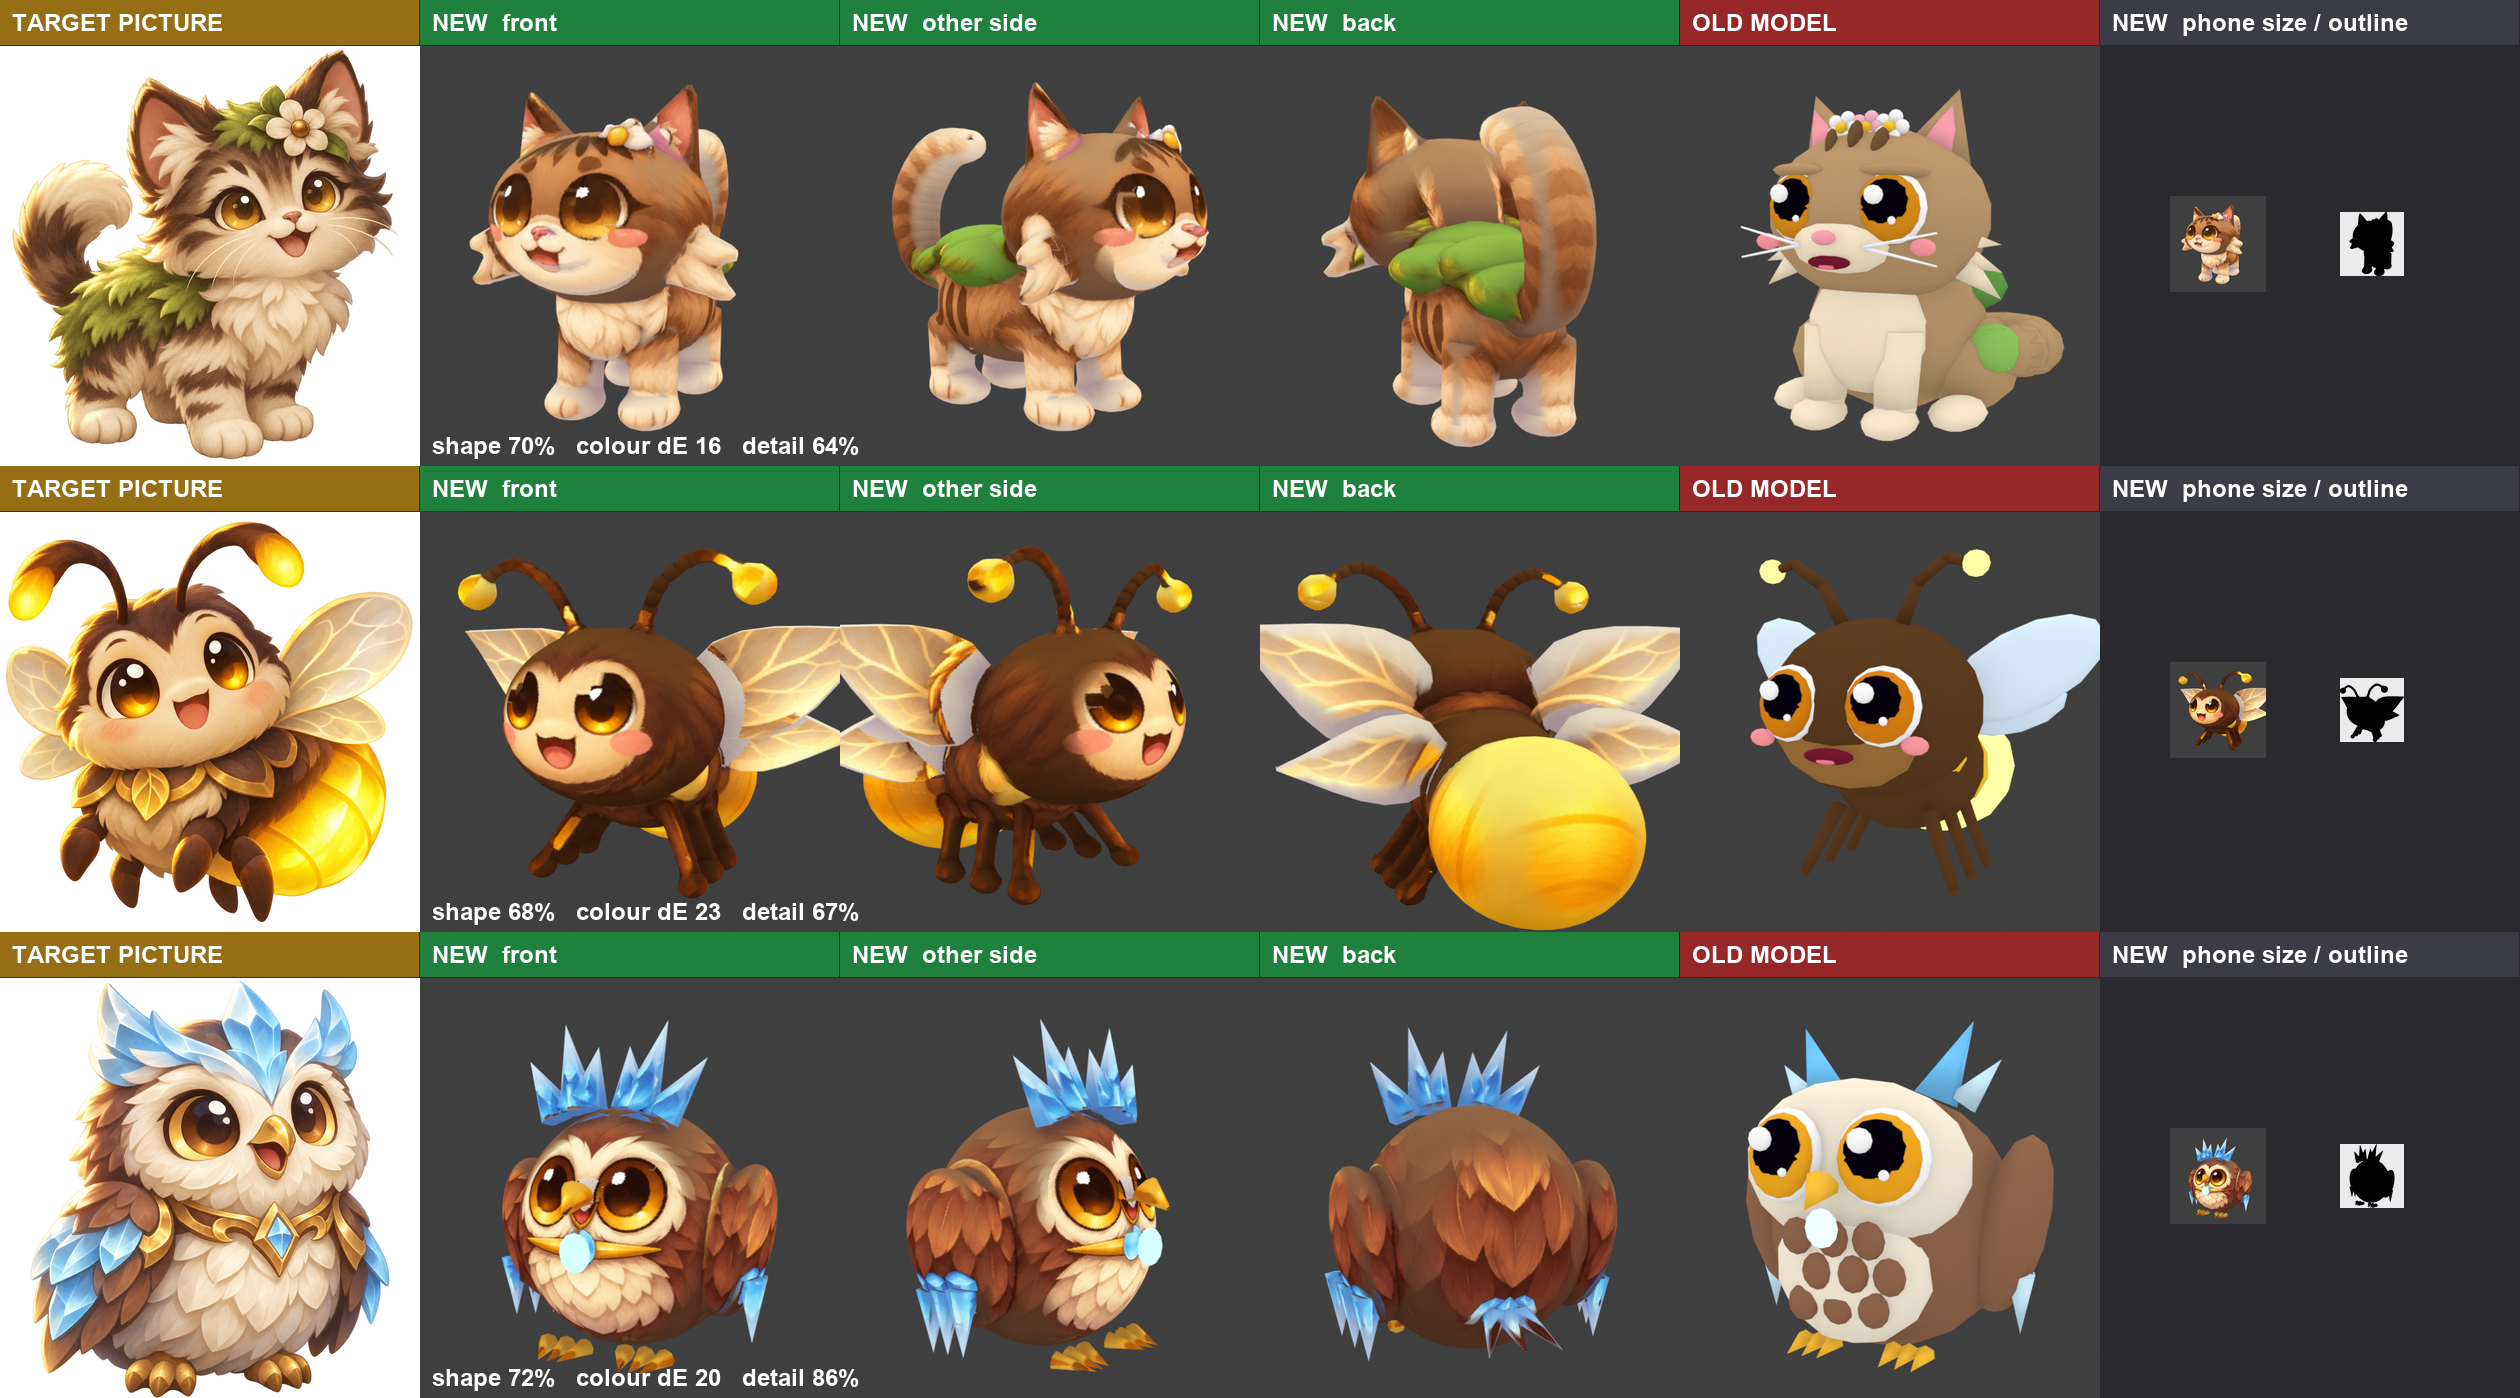 TARGET PICTURE
NEW front
NEW other side
NEW back
OLD MODEL
NEW phone size / outline
shape 70% colour dE 16 detail 64%
TARGET PICTURE
NEW front
NEW other side
NEW back
OLD MODEL
NEW phone size / outline
shape 68% colour dE 23 detail 67%
TARGET PICTURE
NEW front
NEW other side
NEW back
OLD MODEL
NEW phone size / outline
shape 72% colour dE 20 detail 86%